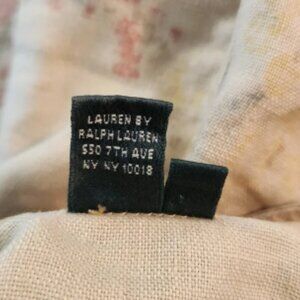 LAUREN BY
RALPH LAUREN
550 7TH AVE
NY NY 10018